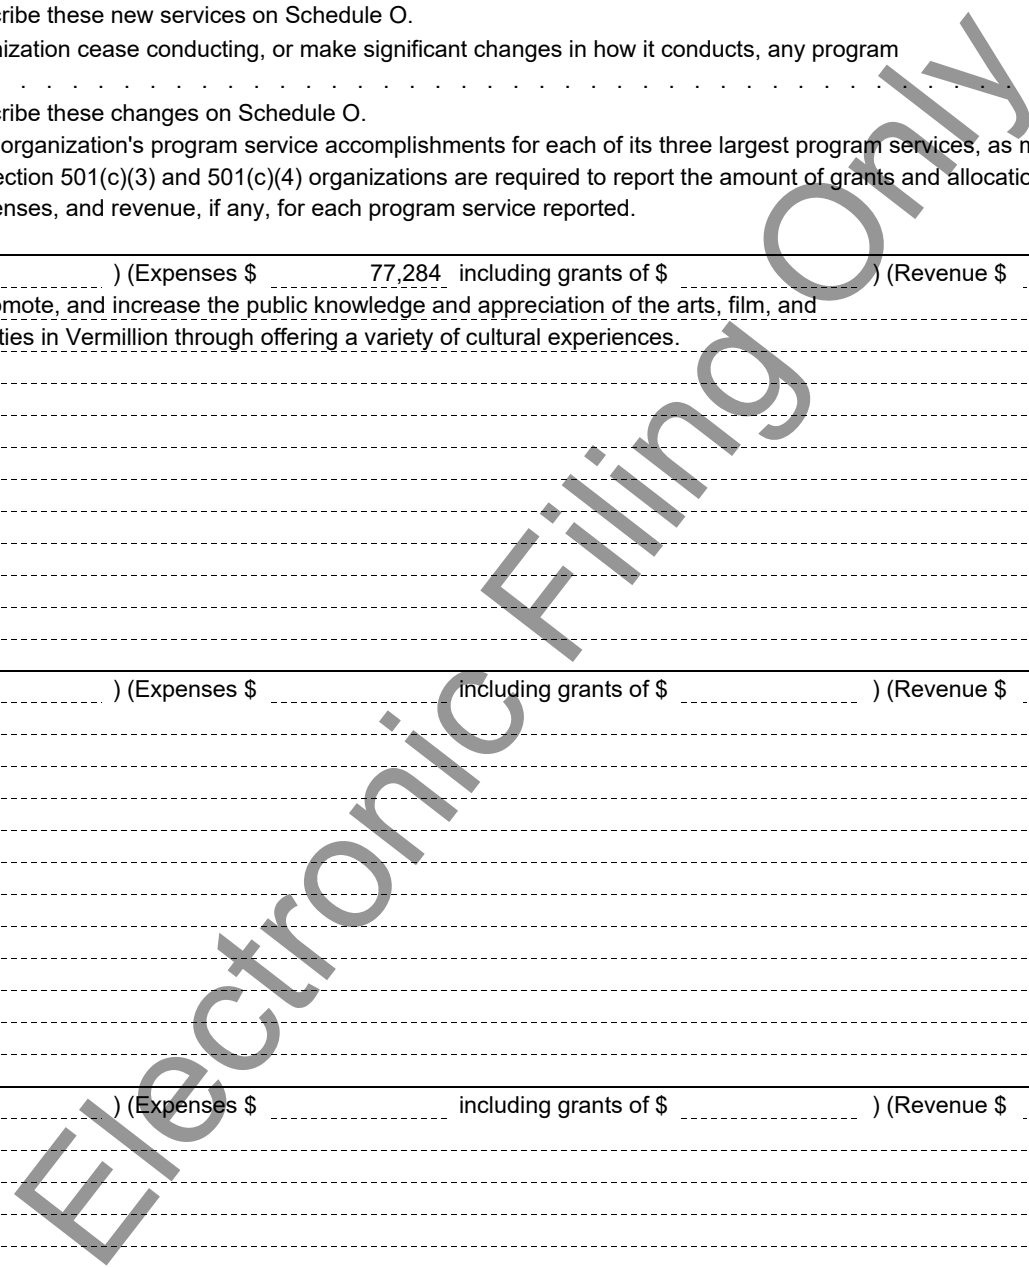 ribe these new services on Schedule O.
ization cease conducting, or make significant changes in how it conducts, any program
. . . . . . . . . . . . . . . . . . . . . . . . . . . . . . . . . . . . . . .
ribe these changes on Schedule O.
organization's program service accomplishments for each of its three largest program services, as m
ection 501(c)(3) and 501(c)(4) organizations are required to report the amount of grants and allocatio
enses, and revenue, if any, for each program service reported.
) (Expenses $ 77,284 including grants of $ ) (Revenue $
omote, and increase the public knowledge and appreciation of the arts, film, and
ties in Vermillion through offering a variety of cultural experiences.
) (Expenses $ including grants of $ ) (Revenue $
) (Expenses $ including grants of $ ) (Revenue $
Electronic Filing Only